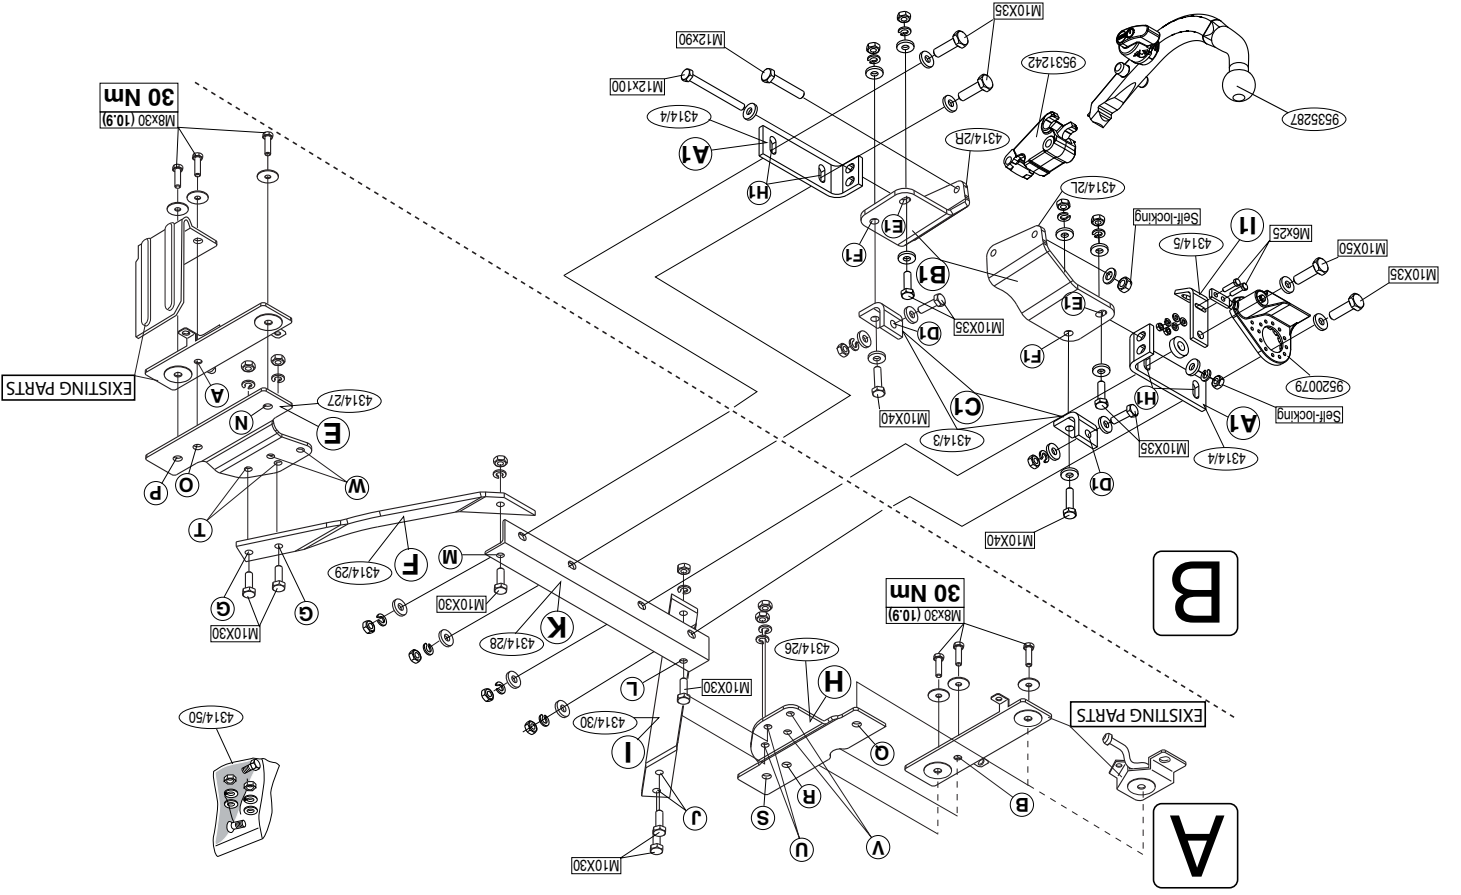 A
M10X30
V
U
J
S
R
B
Q
I
4314/30
4314/50
EXISTING PARTS
H
L
M10X30
4314/26
K
4314/28
M8x30 (10.9)
30 Nm
B
M10X30
G
G
M10X30
F
4314/29
M
M10X40
T
D1
P
O
W
4314/4
M10X35
4314/3
E
A1
N
Self-locking
C1
M10X40
4314/27
H1
A
9520079
EXISTING PARTS
F1
D1
M10X35
E1
M10X35
B1
M10X50
F1
M6x25
4314/5
I1
E1
Self-locking
H1
4314/2L
A1
4314/2R
9535287
4314/4
M8x30 (10.9)
30 Nm
M12x100
9531242
M12x90
M10X35